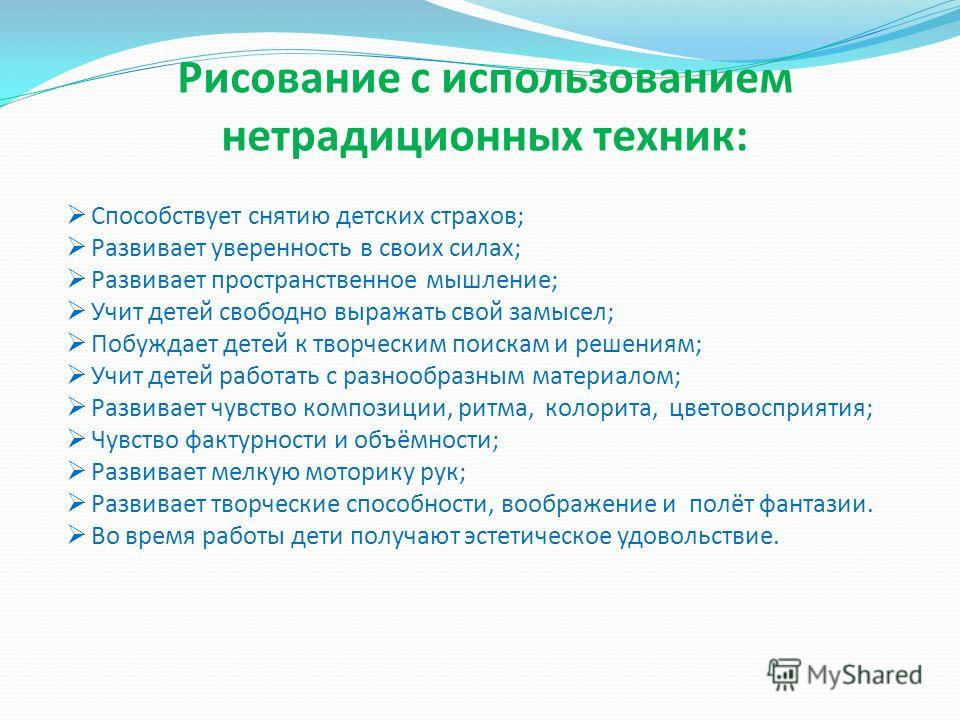 Рисование с использованием
нетрадиционных техник:
➢ Способствует снятию детских страхов;
➢ Развивает уверенность в своих силах;
➢ Развивает пространственное мышление;
➢ Учит детей свободно выражать свой замысел;
➢ Побуждает детей к творческим поискам и решениям;
➢ Учит детей работать с разнообразным материалом;
➢ Развивает чувство композиции, ритма, колорита, цветовосприятия;
➢ Чувство фактурности и объёмности;
➢ Развивает мелкую моторику рук;
➢ Развивает творческие способности, воображение и полёт фантазии.
➢ Во время работы дети получают эстетическое удовольствие.
MyShared